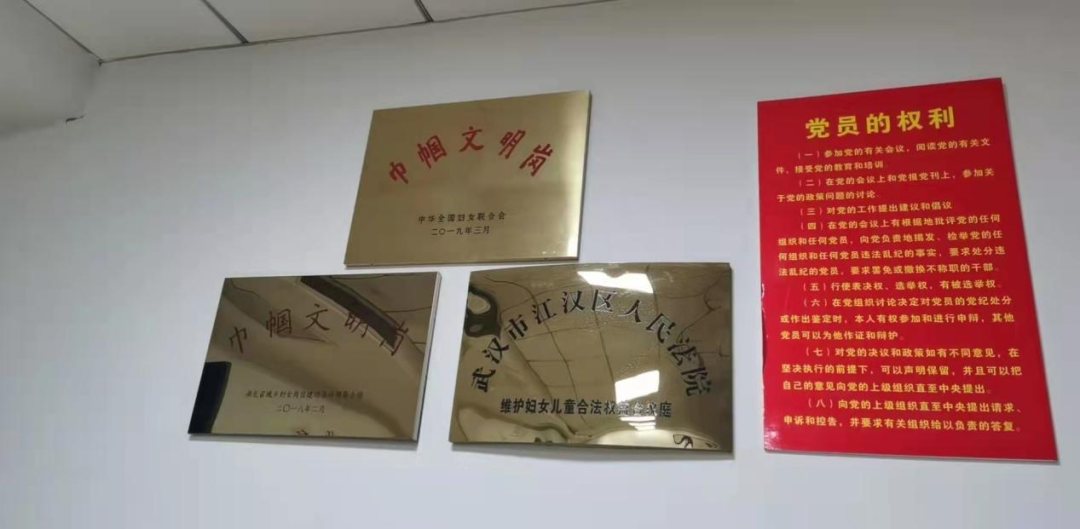 巾帼文明岗
中华全国妇女联合会
二〇一九年三月
巾帼文明岗
湖北省城乡妇女岗位建功活动领导小组
二〇一八年二月
武汉市江汉区人民法院
维护妇女儿童合法权益合议庭
党员的权利
（一）参加党的有关会议，阅读党的有关文
件，接受党的教育和培训。
（二）在党的会议上和党报党刊上，参加关
于党的政策问题的讨论。
（三）对党的工作提出建议和倡议
（四）在党的会议上有根据地批评党的任何
组织和任何党员，向党负责地揭发、检举党的任
何组织和任何党员违法乱纪的事实，要求处分违
法乱纪的党员，要求罢免或撤换不称职的干部。
（五）行使表决权、选举权，有被选举权。
（六）在党组织讨论决定对党员的党纪处分
或作出鉴定时，本人有权参加和进行申辩，其他
党员可以为他作证和辩护。
（七）对党的决议和政策如有不同意见，在
坚决执行的前提下，可以声明保留，并且可以把
自己的意见向党的上级组织直至中央提出。
（八）向党的上级组织直至中央提出请求、
申诉和控告，并要求有关组织给以负责的答复。